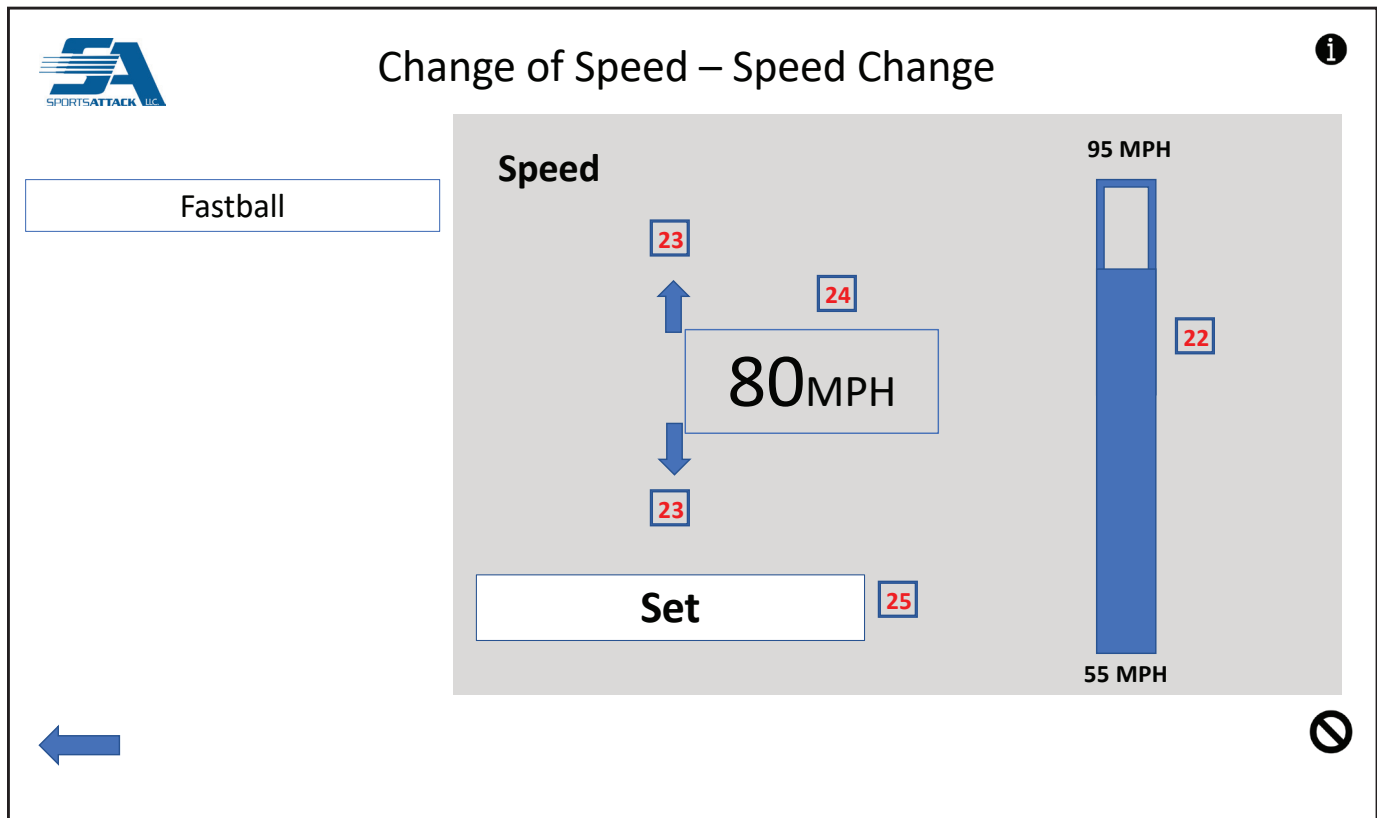 SPORTSATTACK LLC.
Change of Speed – Speed Change
i
Fastball
Speed
95 MPH
23
24
22
80MPH
23
Set
25
55 MPH